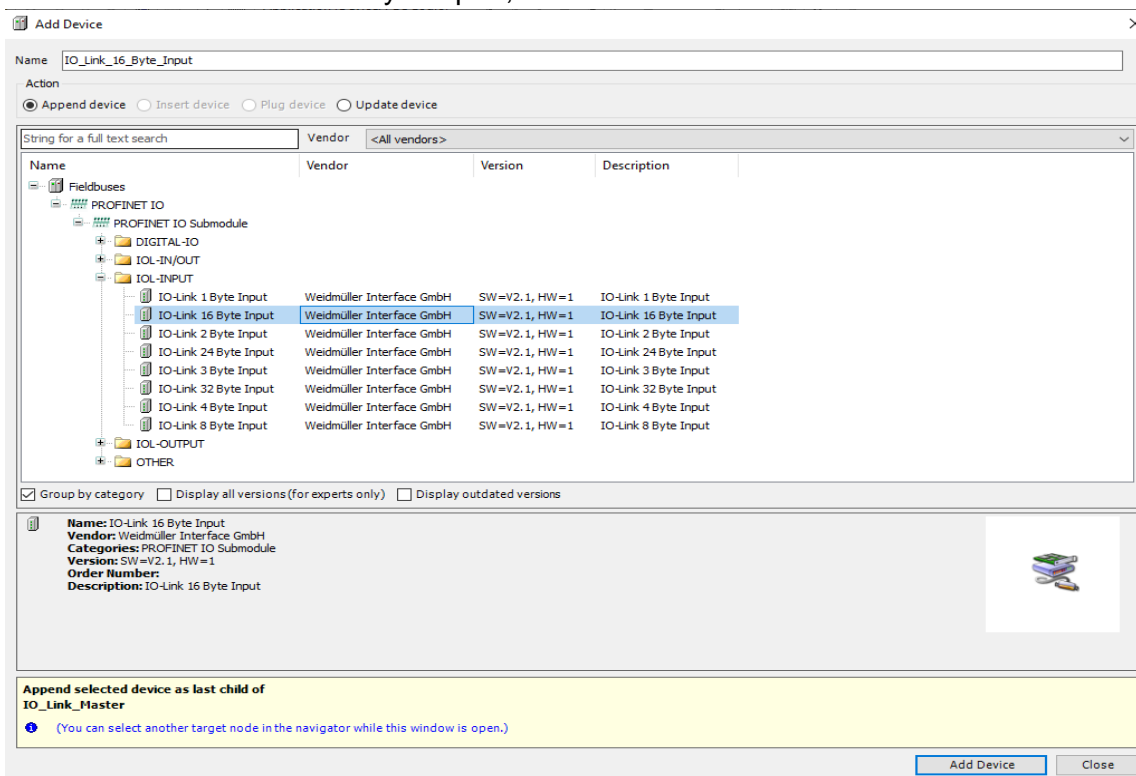 Add Device
Name IO_Link_16_Byte_Input
Action
Append device Insert device Plug device Update device
String for a full text search Vendor <All vendors>
Name Vendor Version Description
Fieldbuses
PROFINET IO
PROFINET IO Submodule
DIGITAL-IO
IOL-IN/OUT
IOL-INPUT
IO-Link 1 Byte Input Weidmüller Interface GmbH SW=V2.1, HW=1 IO-Link 1 Byte Input
IO-Link 16 Byte Input Weidmüller Interface GmbH SW=V2.1, HW=1 IO-Link 16 Byte Input
IO-Link 2 Byte Input Weidmüller Interface GmbH SW=V2.1, HW=1 IO-Link 2 Byte Input
IO-Link 24 Byte Input Weidmüller Interface GmbH SW=V2.1, HW=1 IO-Link 24 Byte Input
IO-Link 3 Byte Input Weidmüller Interface GmbH SW=V2.1, HW=1 IO-Link 3 Byte Input
IO-Link 32 Byte Input Weidmüller Interface GmbH SW=V2.1, HW=1 IO-Link 32 Byte Input
IO-Link 4 Byte Input Weidmüller Interface GmbH SW=V2.1, HW=1 IO-Link 4 Byte Input
IO-Link 8 Byte Input Weidmüller Interface GmbH SW=V2.1, HW=1 IO-Link 8 Byte Input
IOL-OUTPUT
OTHER
Group by category Display all versions (for experts only) Display outdated versions
Name: IO-Link 16 Byte Input
Vendor: Weidmüller Interface GmbH
Categories: PROFINET IO Submodule
Version: SW=V2.1, HW=1
Order Number:
Description: IO-Link 16 Byte Input
Append selected device as last child of
IO_Link_Master
(You can select another target node in the navigator while this window is open.)
Add Device Close